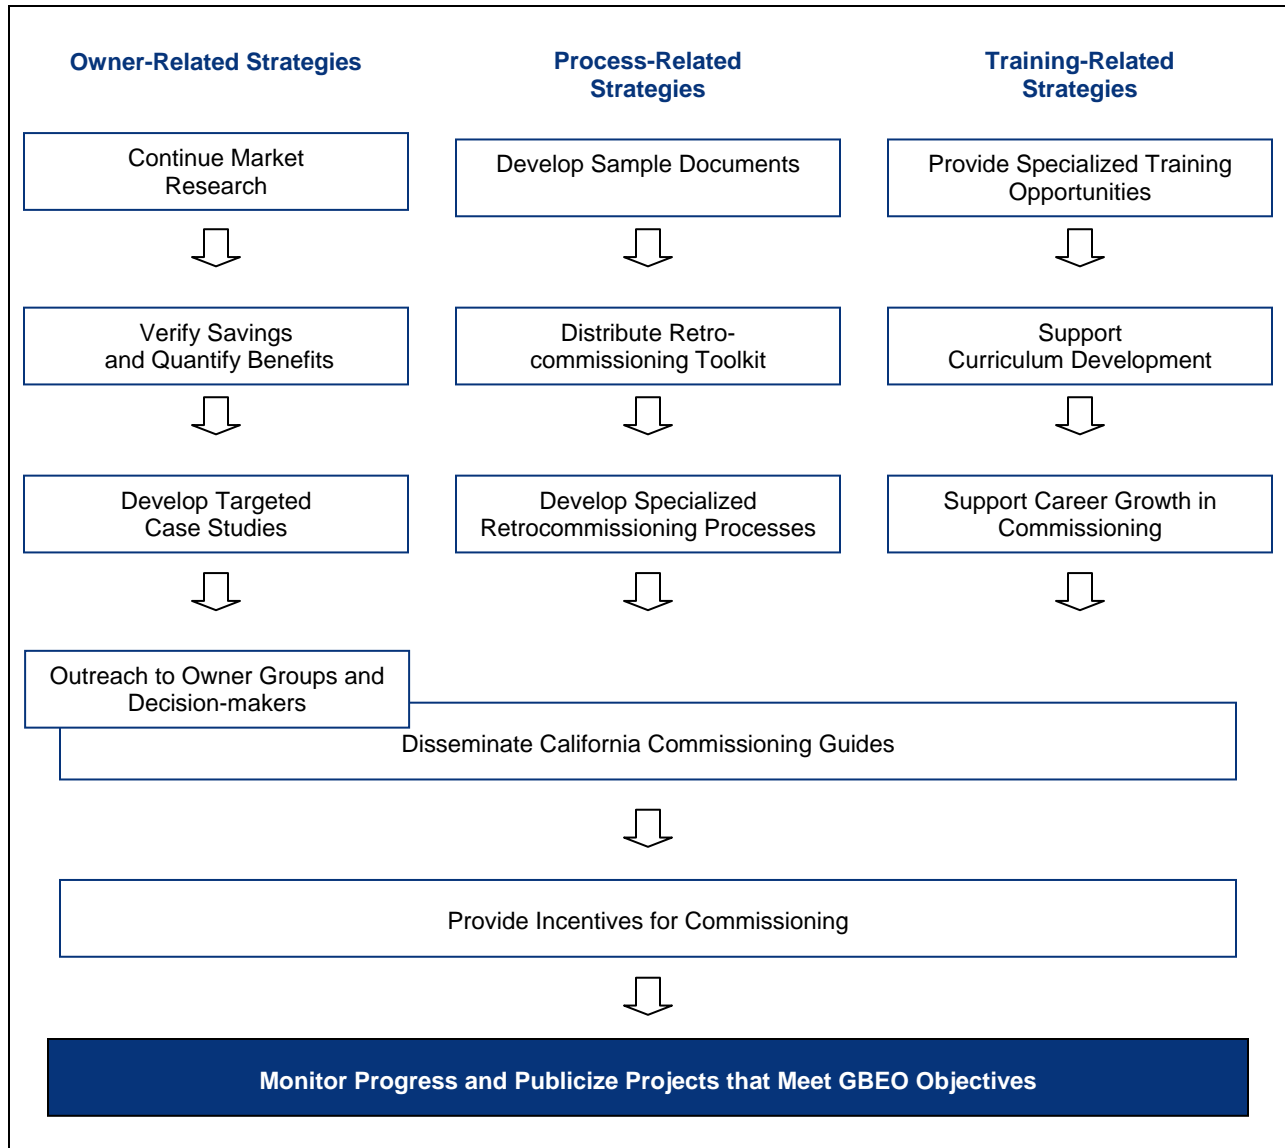 Owner-Related Strategies
Process-Related
Strategies
Training-Related
Strategies
Continue Market
Research
Develop Sample Documents
Provide Specialized Training
Opportunities
Verify Savings
and Quantify Benefits
Distribute Retro-
commissioning Toolkit
Support
Curriculum Development
Develop Targeted
Case Studies
Develop Specialized
Retrocommissioning Processes
Support Career Growth in
Commissioning
Outreach to Owner Groups and
Decision-makers
Disseminate California Commissioning Guides
Provide Incentives for Commissioning
Monitor Progress and Publicize Projects that Meet GBEO Objectives